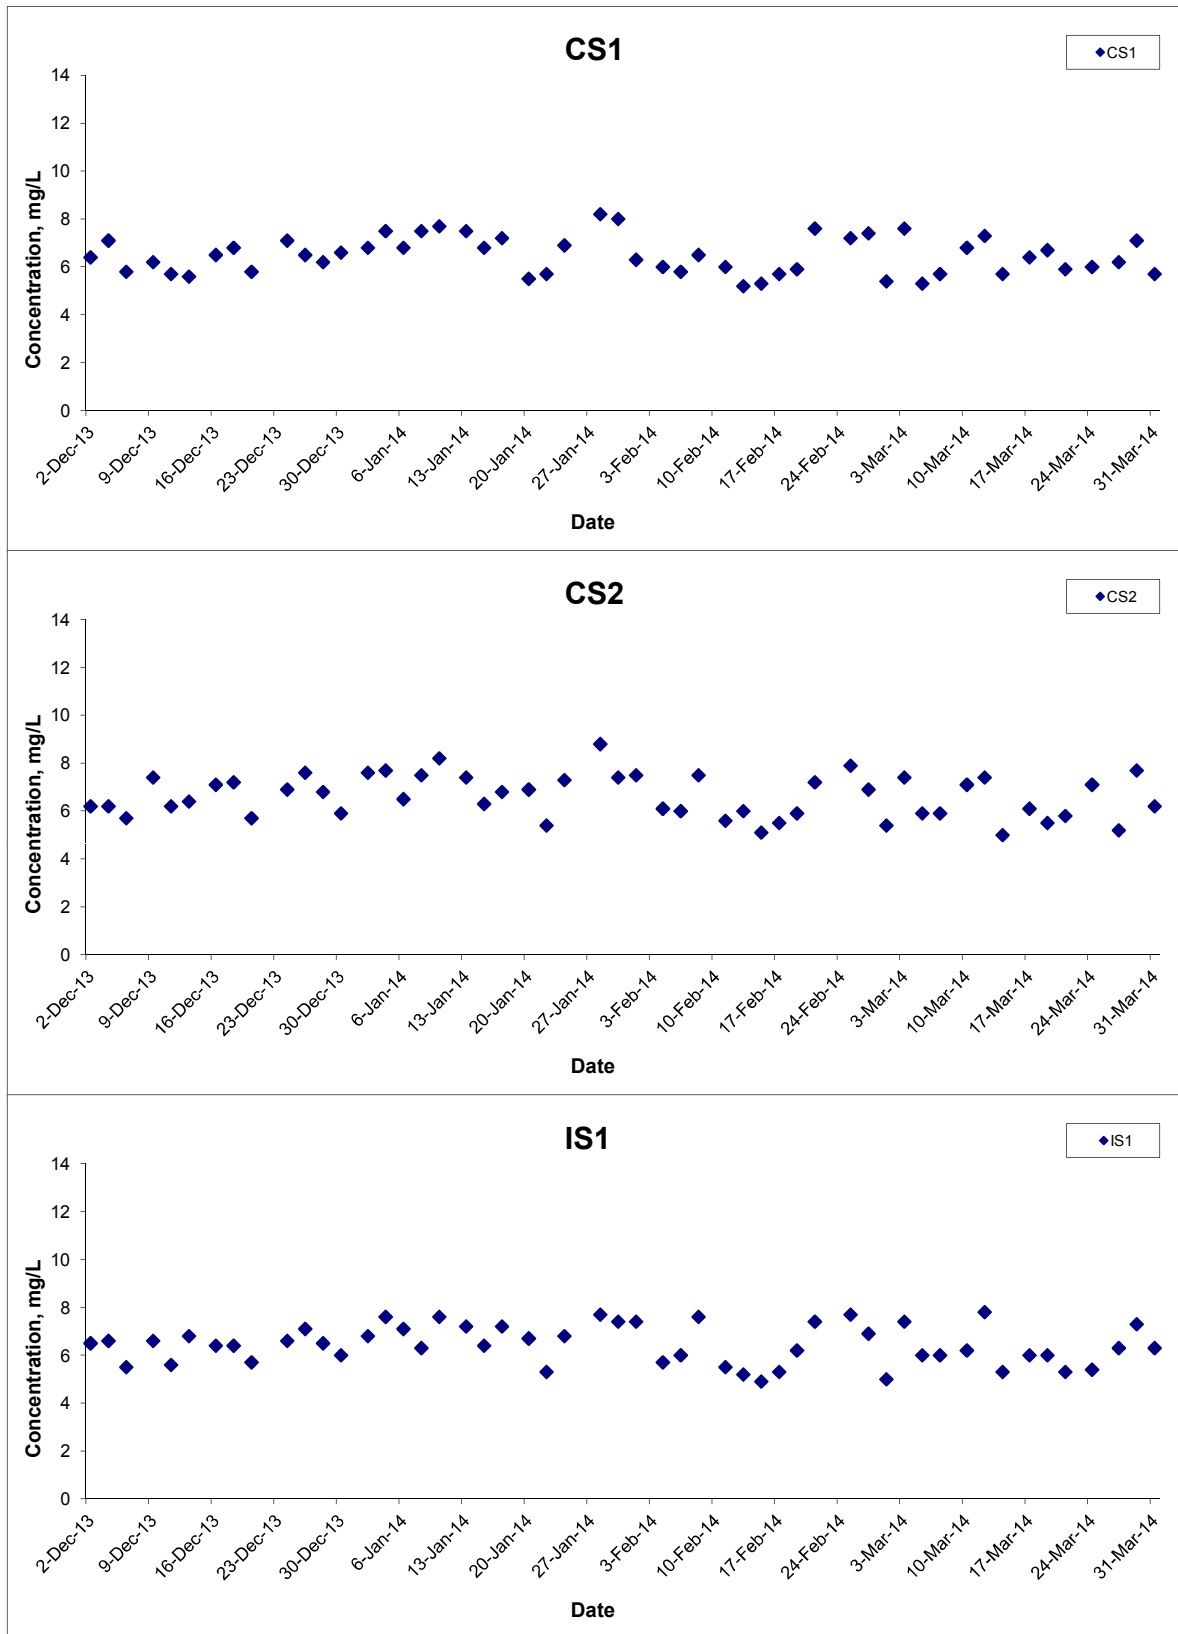 CS1
CS1
14
12
10
8
6
4
2
0
Concentration, mg/L
2-Dec-13
9-Dec-13
16-Dec-13
23-Dec-13
30-Dec-13
6-Jan-14
13-Jan-14
20-Jan-14
27-Jan-14
3-Feb-14
10-Feb-14
17-Feb-14
24-Feb-14
3-Mar-14
10-Mar-14
17-Mar-14
24-Mar-14
31-Mar-14
Date
CS2
CS2
14
12
10
8
6
4
2
0
Concentration, mg/L
2-Dec-13
9-Dec-13
16-Dec-13
23-Dec-13
30-Dec-13
6-Jan-14
13-Jan-14
20-Jan-14
27-Jan-14
3-Feb-14
10-Feb-14
17-Feb-14
24-Feb-14
3-Mar-14
10-Mar-14
17-Mar-14
24-Mar-14
31-Mar-14
Date
IS1
IS1
14
12
10
8
6
4
2
0
Concentration, mg/L
2-Dec-13
9-Dec-13
16-Dec-13
23-Dec-13
30-Dec-13
6-Jan-14
13-Jan-14
20-Jan-14
27-Jan-14
3-Feb-14
10-Feb-14
17-Feb-14
24-Feb-14
3-Mar-14
10-Mar-14
17-Mar-14
24-Mar-14
31-Mar-14
Date